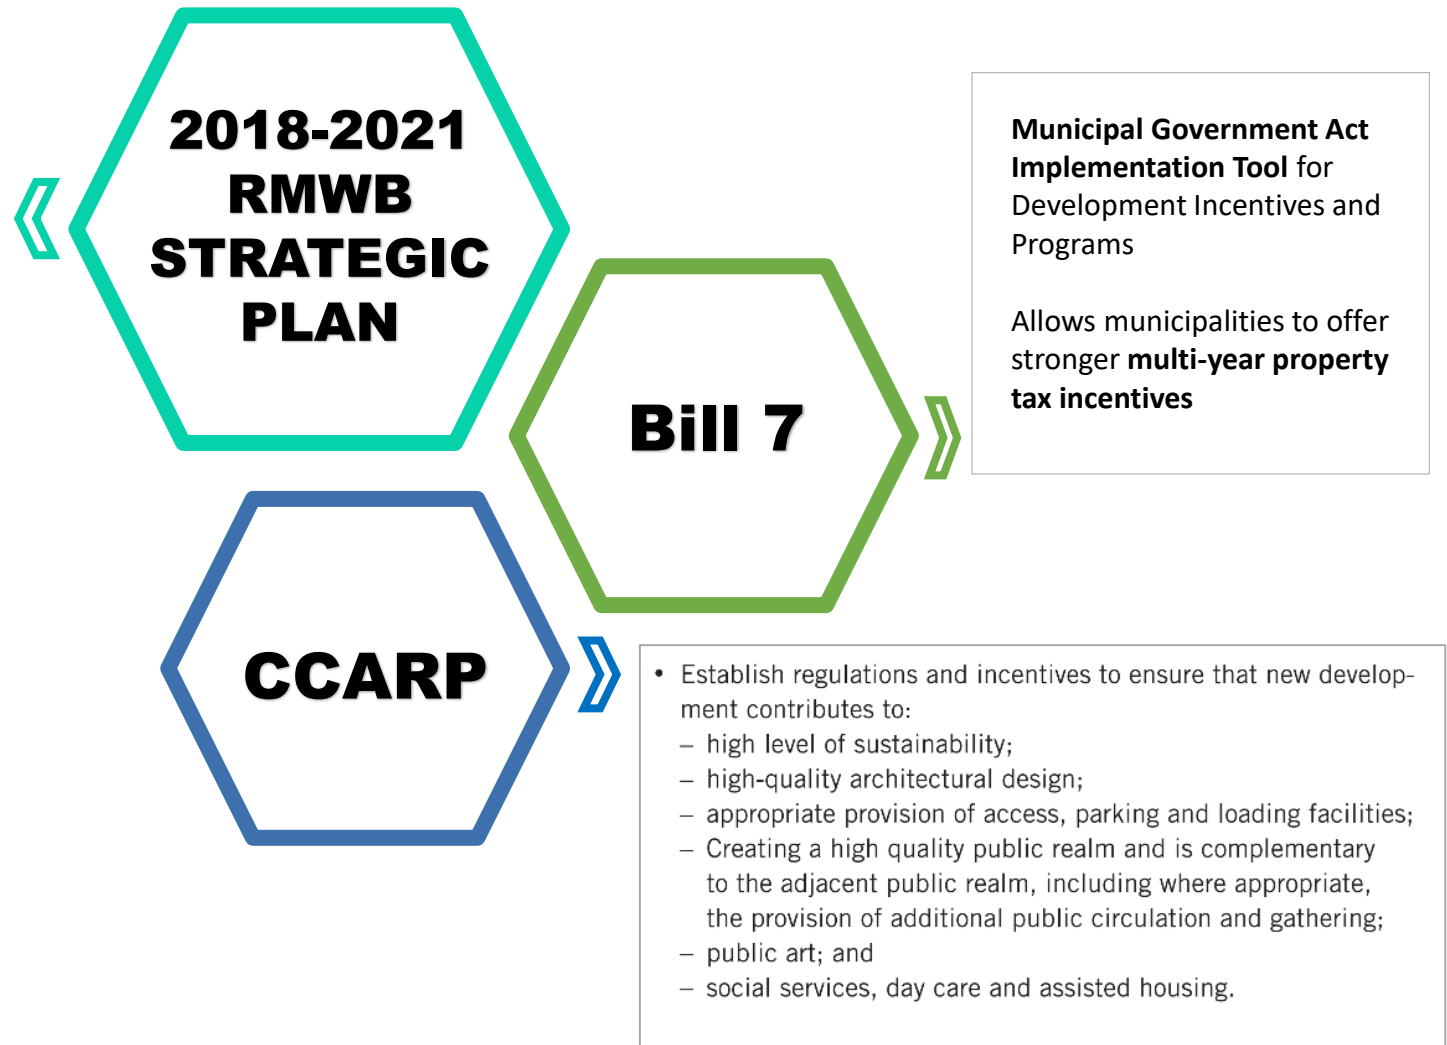 2018-2021
RMWB
STRATEGIC
PLAN
Municipal Government Act
Implementation Tool for
Development Incentives and
Programs
Allows municipalities to offer
stronger multi-year property
tax incentives
Bill 7
CCARP
• Establish regulations and incentives to ensure that new develop-
ment contributes to:
– high level of sustainability;
– high-quality architectural design;
– appropriate provision of access, parking and loading facilities;
– Creating a high quality public realm and is complementary
to the adjacent public realm, including where appropriate,
the provision of additional public circulation and gathering;
– public art; and
– social services, day care and assisted housing.